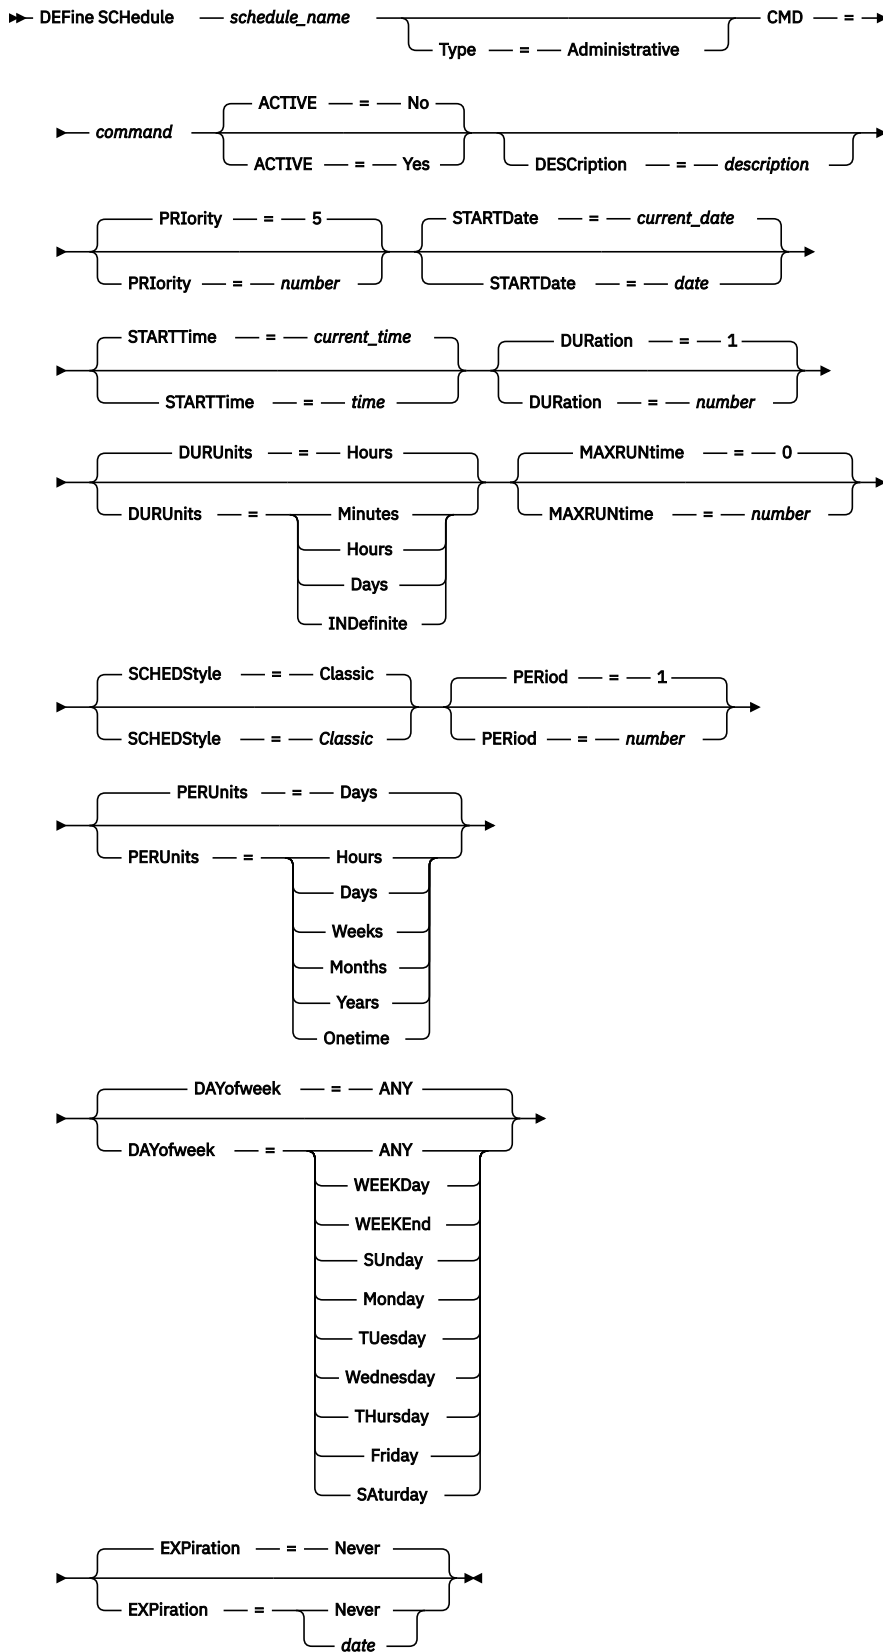 DEFine SCHedule schedule_name CMD =
Type = Administrative
ACTIVE = No
command
ACTIVE = Yes
DESCription = description
PRIority = 5
STARTDate = current_date
PRIority = number
STARTDate = date
STARTTime = current_time
DURation = 1
STARTTime = time
DURation = number
DURUnits = Hours
MAXRUNtime = 0
DURUnits = Minutes
MAXRUNtime = number
Hours
Days
INDefinite
SCHEDStyle = Classic
PERiod = 1
SCHEDStyle = Classic
PERiod = number
PERUnits = Days
PERUnits = Hours
Days
Weeks
Months
Years
Onetime
DAYofweek = ANY
DAYofweek = ANY
WEEKDay
WEEKEnd
SUnday
Monday
TUesday
Wednesday
THursday
Friday
SAturday
EXPiration = Never
EXPiration = Never
date